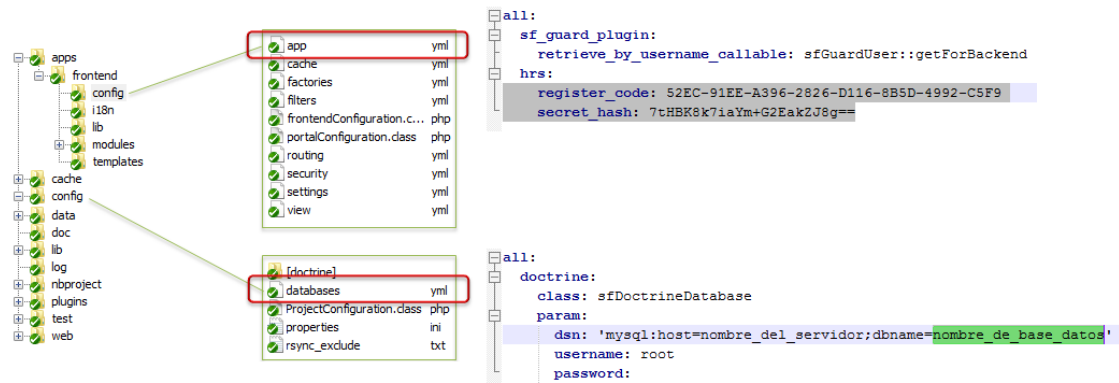 apps
frontend
config
i18n
lib
modules
templates
cache
config
data
doc
lib
log
nbproject
plugins
test
web
app yml
cache yml
factories yml
filters yml
frontendConfiguration.c... php
portalConfiguration.class php
routing yml
security yml
settings yml
view yml
[doctrine]
databases yml
ProjectConfiguration.class php
properties ini
rsync_exclude txt
all:
sf_guard_plugin:
retrieve_by_username_callable: sfGuardUser::getForBackend
hrs:
register_code: 52EC-91EE-A396-2826-D116-8B5D-4992-C5F9
secret_hash: 7tHBK8k7iaYm+G2EakZJ8g==
all:
doctrine:
class: sfDoctrineDatabase
param:
dsn: 'mysql:host=nombre_del_servidor;dbname=nombre_de_base_datos'
username: root
password: